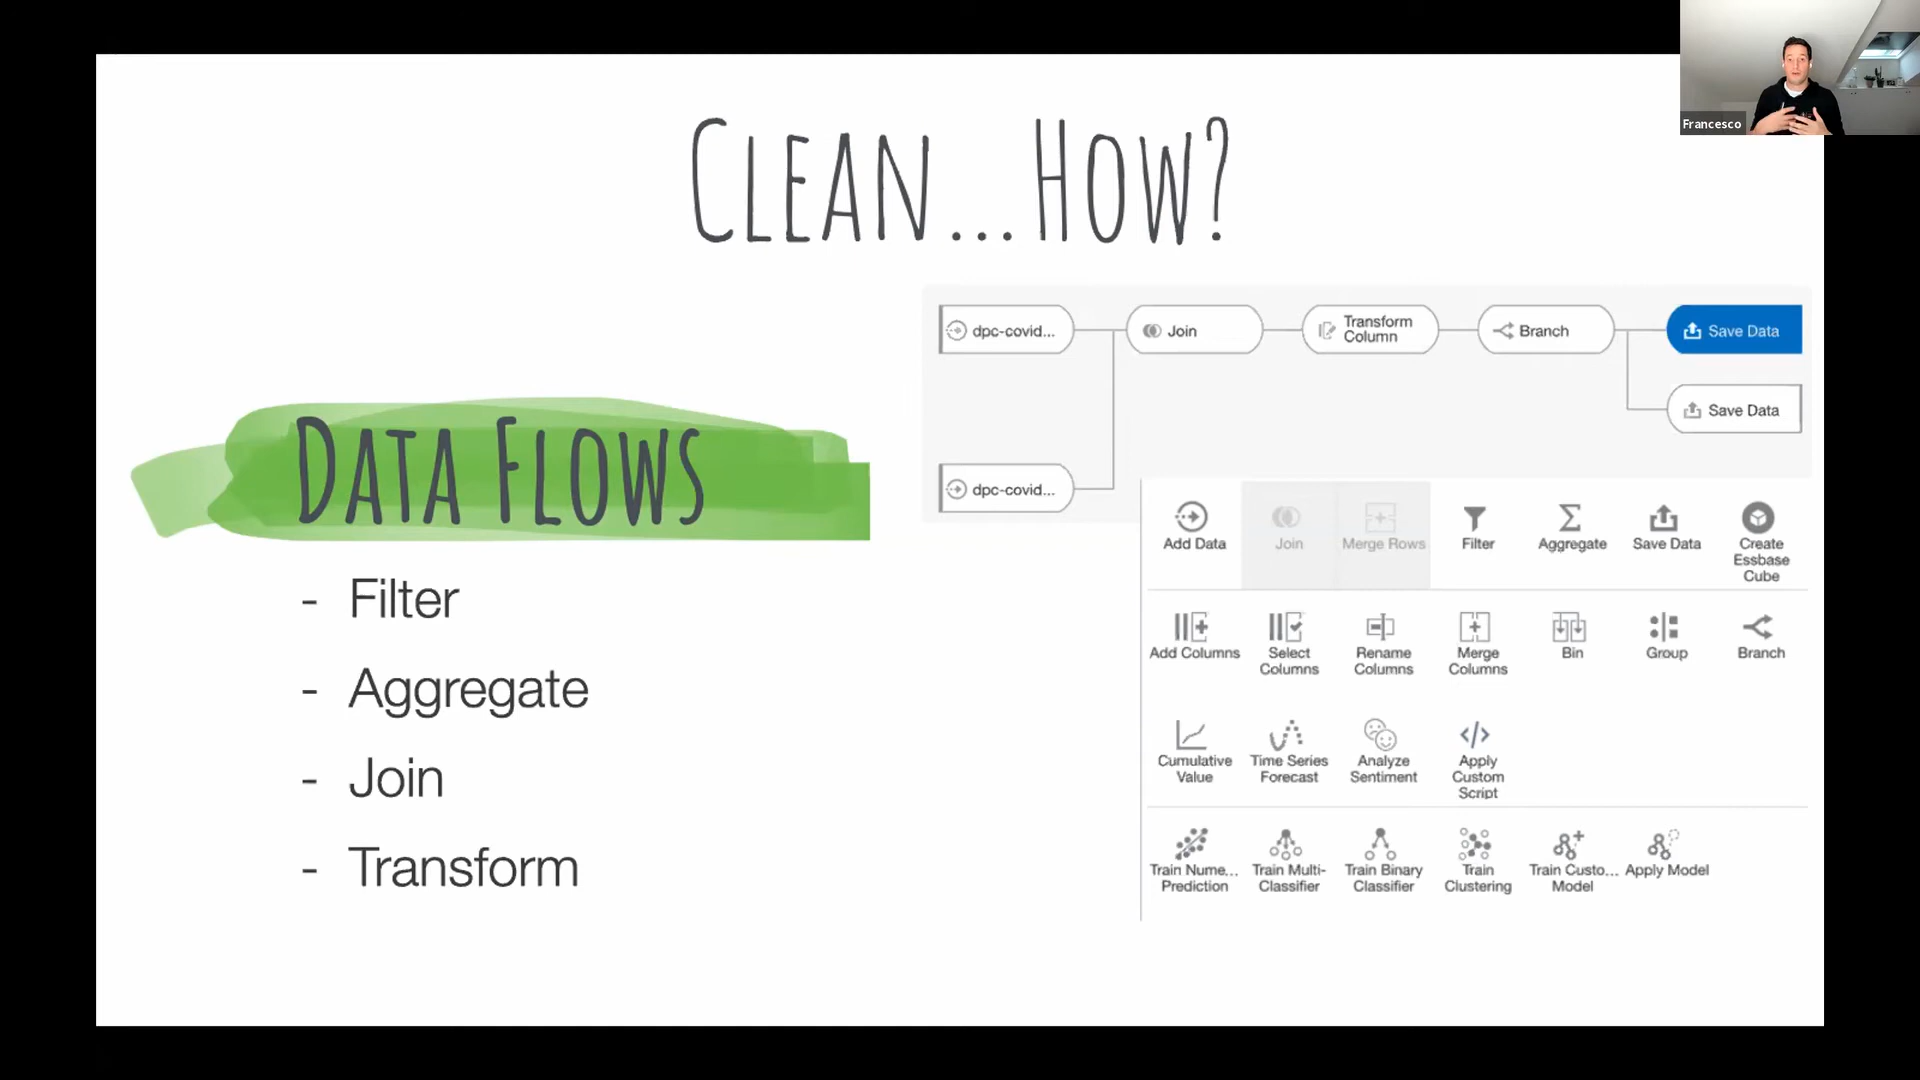 Francesco
CLEAN...HOW?
dpc-covid...
Join
Transform
Column
Branch
Save Data
Save Data
dpc-covid...
DATA FLOWS
- Filter
- Aggregate
- Join
- Transform
Add Data
Join
Merge Rows
Filter
Aggregate
Save Data
Create
Essbase
Cube
Add Columns
Select
Columns
Rename
Columns
Merge
Columns
Bin
Group
Branch
Cumulative
Value
Time Series
Forecast
Analyze
Sentiment
Apply
Custom
Script
Train Nume...
Prediction
Train Multi-
Classifier
Train Binary
Classifier
Train
Clustering
Train Custo...
Model
Apply Model